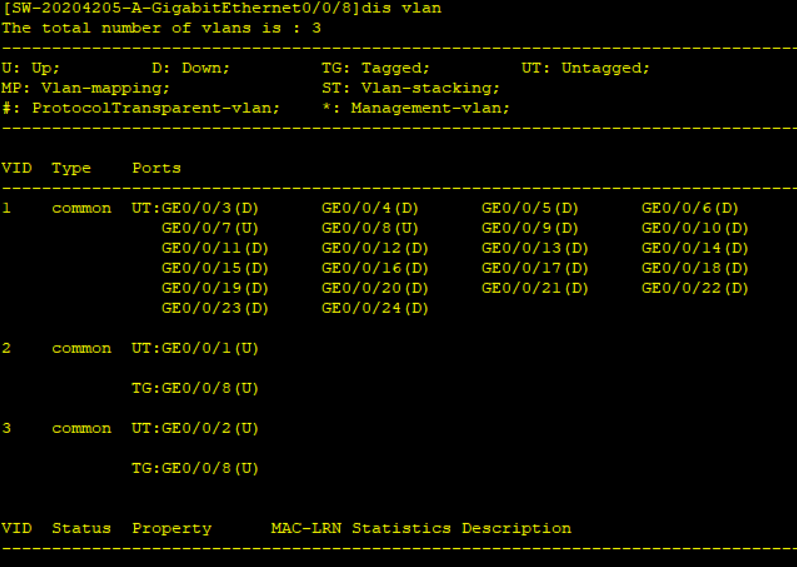 [SW-20204205-A-GigabitEthernet0/0/8]dis vlan
The total number of vlans is : 3
--------------------------------------------------------------------------------
U: Up;         D: Down;         TG: Tagged;         UT: Untagged;
MP: Vlan-mapping;               ST: Vlan-stacking;
#: ProtocolTransparent-vlan;    *: Management-vlan;
--------------------------------------------------------------------------------
VID  Type    Ports
--------------------------------------------------------------------------------
1    common  UT:GE0/0/3(D)      GE0/0/4(D)      GE0/0/5(D)      GE0/0/6(D)
                GE0/0/7(U)      GE0/0/8(U)      GE0/0/9(D)      GE0/0/10(D)
                GE0/0/11(D)     GE0/0/12(D)     GE0/0/13(D)     GE0/0/14(D)
                GE0/0/15(D)     GE0/0/16(D)     GE0/0/17(D)     GE0/0/18(D)
                GE0/0/19(D)     GE0/0/20(D)     GE0/0/21(D)     GE0/0/22(D)
                GE0/0/23(D)     GE0/0/24(D)
2    common  UT:GE0/0/1(U)
             TG:GE0/0/8(U)
3    common  UT:GE0/0/2(U)
             TG:GE0/0/8(U)
VID  Status  Property      MAC-LRN Statistics Description
--------------------------------------------------------------------------------